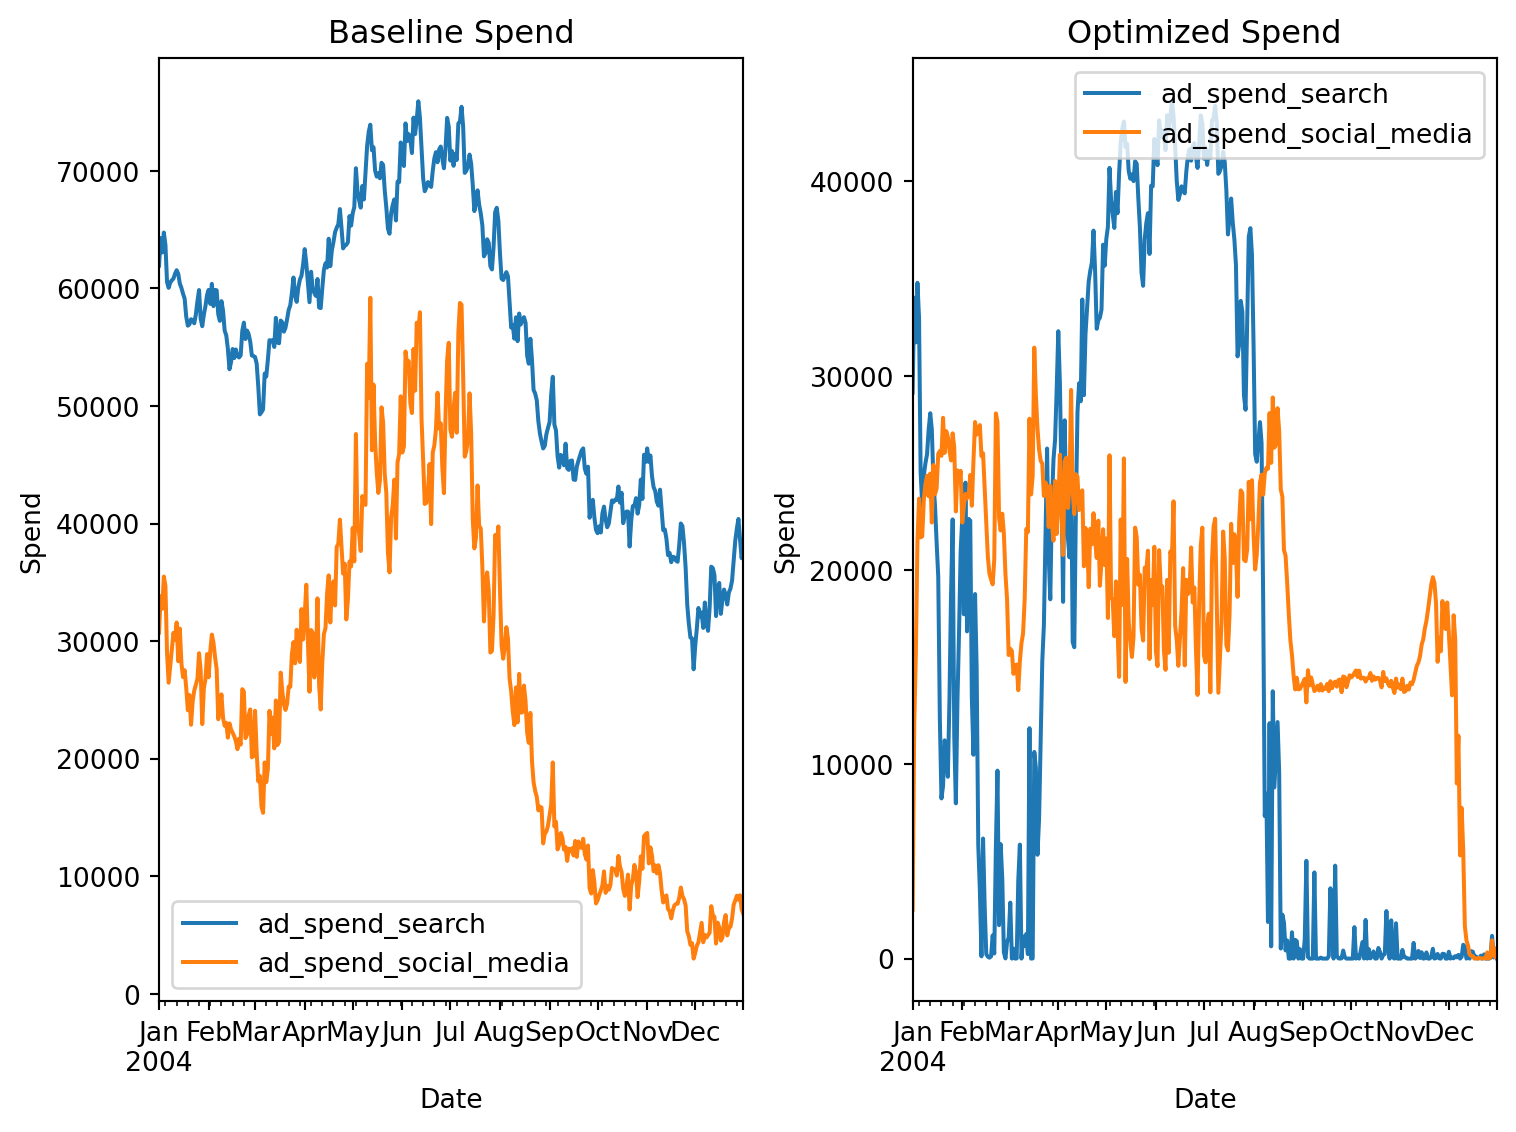 Baseline Spend
Spend
70000
60000
50000
40000
30000
20000
10000
0
ad_spend_search
ad_spend_social_media
Jan Feb Mar Apr May Jun Jul Aug Sep Oct Nov Dec
2004
Date
Optimized Spend
Spend
40000
30000
20000
10000
0
ad_spend_search
ad_spend_social_media
Jan Feb Mar Apr May Jun Jul Aug Sep Oct Nov Dec
2004
Date